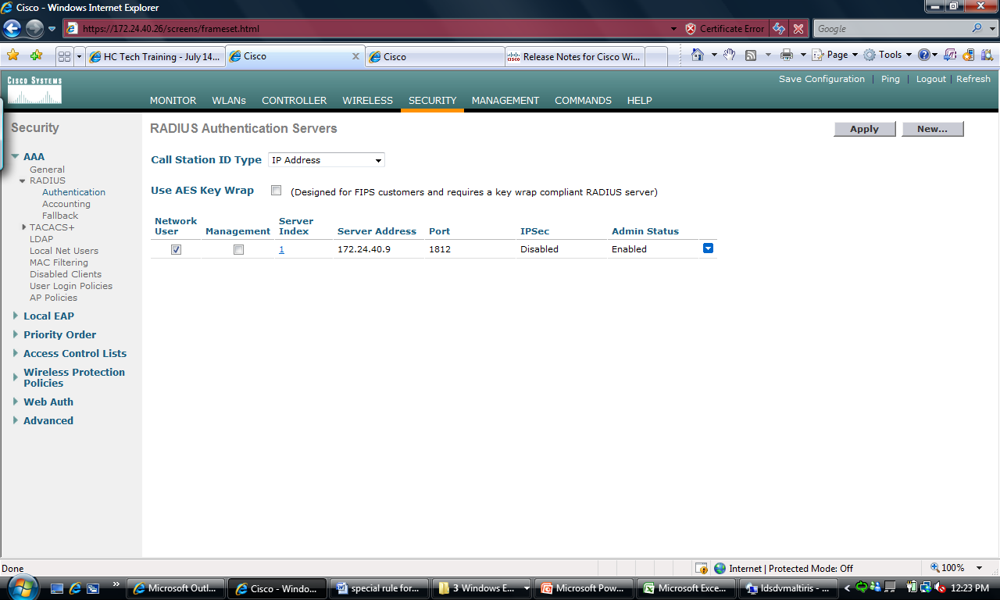 Cisco - Windows Internet Explorer
https://172.24.40.26/screens/frameset.html
Certificate Error
Google
HC Tech Training - July 14...
Cisco
Cisco
Release Notes for Cisco Wi...
Page
Tools
CISCO SYSTEMS
Save Configuration | Ping | Logout | Refresh
MONITOR WLANs CONTROLLER WIRELESS SECURITY MANAGEMENT COMMANDS HELP
Security
AAA
General
RADIUS
Authentication
Accounting
Fallback
TACACS+
LDAP
Local Net Users
MAC Filtering
Disabled Clients
User Login Policies
AP Policies
Local EAP
Priority Order
Access Control Lists
Wireless Protection
Policies
Web Auth
Advanced
RADIUS Authentication Servers
Apply
New...
Call Station ID Type IP Address
Use AES Key Wrap (Designed for FIPS customers and requires a key wrap compliant RADIUS server)
Network User Management Server Index Server Address Port IPSec Admin Status
1 172.24.40.9 1812 Disabled Enabled
Done
Internet | Protected Mode: Off
100%
Microsoft Outl...
Cisco - Windo...
special rule for...
3 Windows E...
Microsoft Pow...
Microsoft Exce...
ldsdvmaltiris - ...
12:23 PM